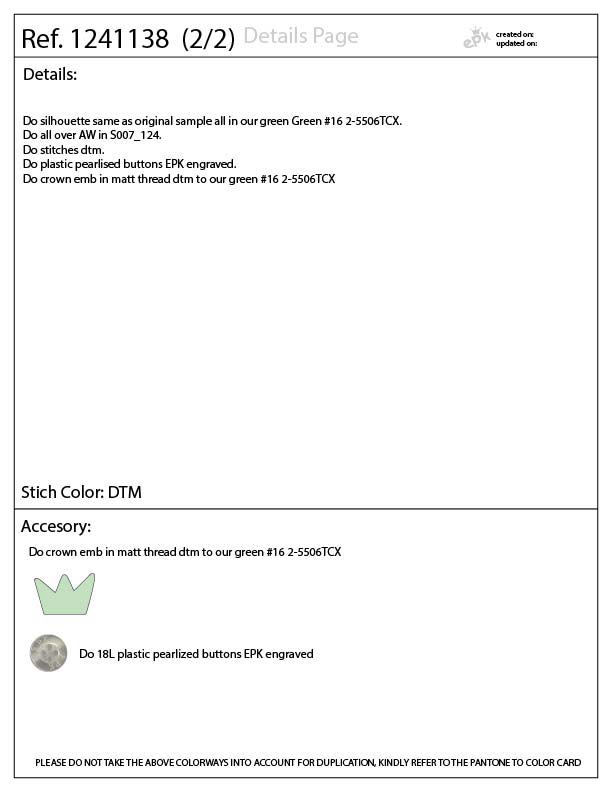 Ref. 1241138 (2/2) Details Page
epk
created on:
updated on:
Details:
Do silhouette same as original sample all in our green Green #16 2-5506TCX.
Do all over AW in S007_124.
Do stitches dtm.
Do plastic pearlised buttons EPK engraved.
Do crown emb in matt thread dtm to our green #16 2-5506TCX
Stich Color: DTM
Accesory:
Do crown emb in matt thread dtm to our green #16 2-5506TCX
Do 18L plastic pearlized buttons EPK engraved
PLEASE DO NOT TAKE THE ABOVE COLORWAYS INTO ACCOUNT FOR DUPLICATION, KINDLY REFER TO THE PANTONE TO COLOR CARD